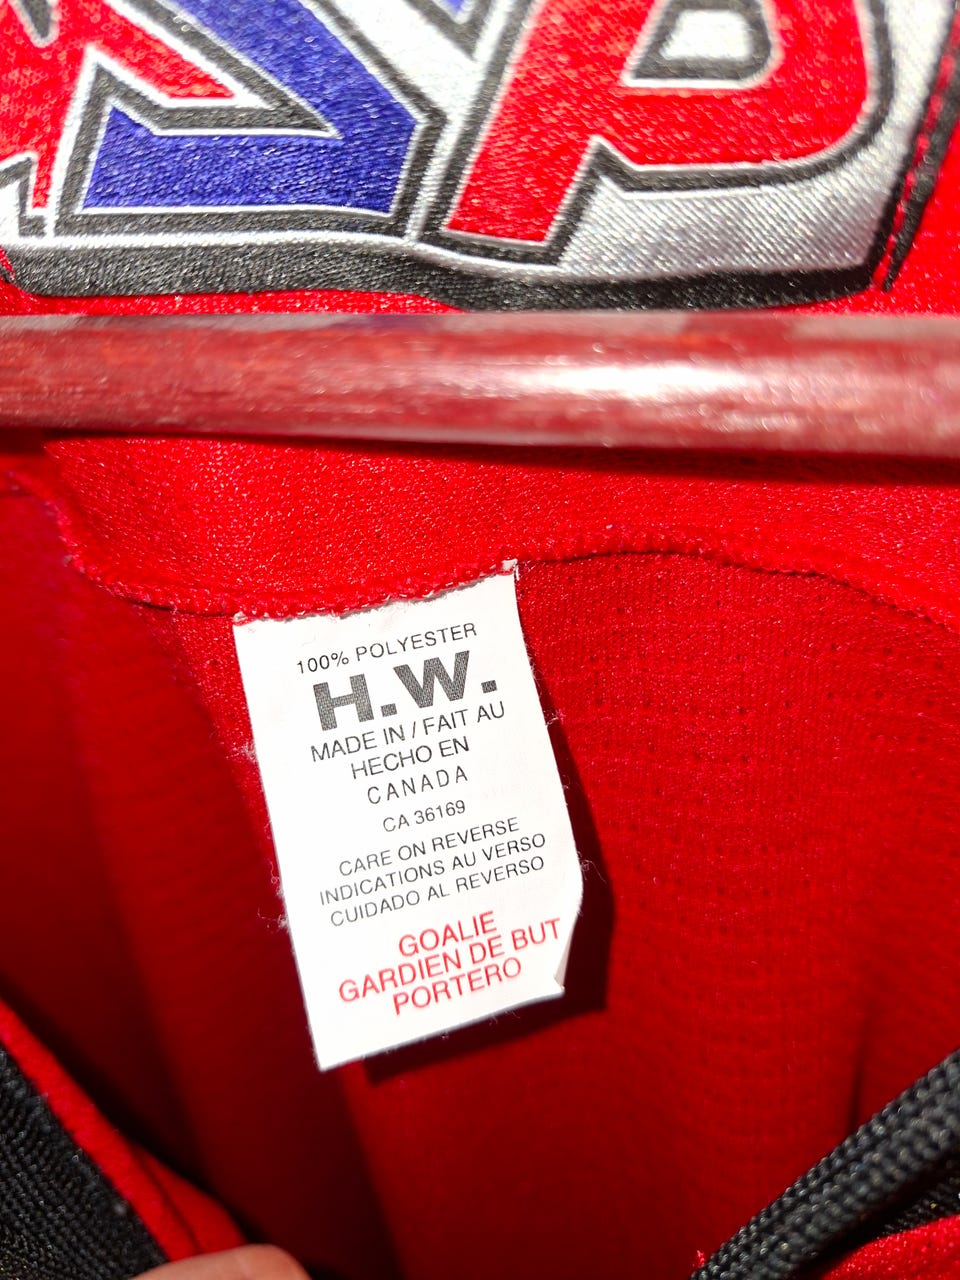 SP
100% POLYESTER
H.W.
MADE IN / FAIT AU
HECHO EN
CANADA
CA 36169
CARE ON REVERSE
INDICATIONS AU VERSO
CUIDADO AL REVERSO
GOALIE
GARDIEN DE BUT
PORTERO